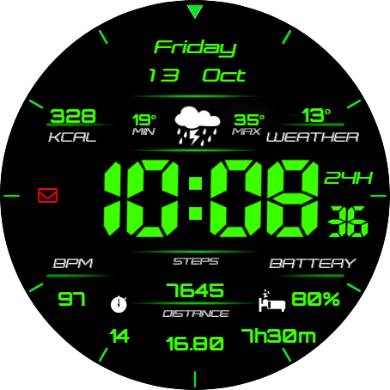 Friday
13 Oct
328 19° 35° 13°
KCAL MIN MAX WEATHER
10:08 24H
36
BPM STEPS BATTERY
97 7645 80%
DISTANCE
14 16.80 7h30m